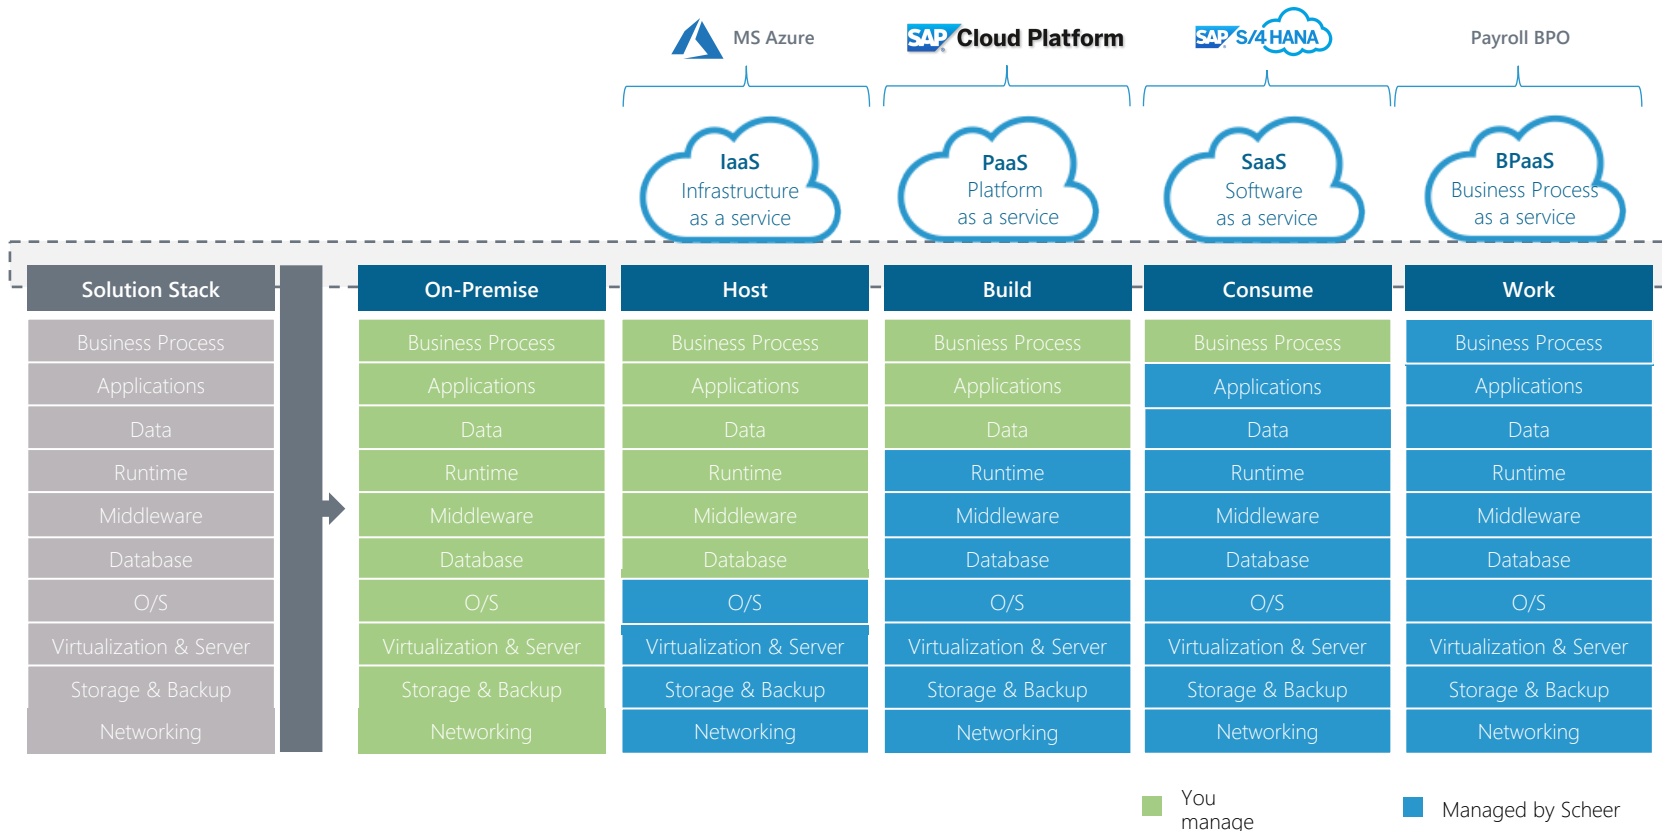 MS Azure
SAP Cloud Platform
SAP S/4HANA
Payroll BPO
IaaS
Infrastructure
as a service
PaaS
Platform
as a service
SaaS
Software
as a service
BPaaS
Business Process
as a service
Solution Stack
Business Process
Applications
Data
Runtime
Middleware
Database
O/S
Virtualization & Server
Storage & Backup
Networking
On-Premise
Business Process
Applications
Data
Runtime
Middleware
Database
O/S
Virtualization & Server
Storage & Backup
Networking
Host
Business Process
Applications
Data
Runtime
Middleware
Database
O/S
Virtualization & Server
Storage & Backup
Networking
Build
Busniess Process
Applications
Data
Runtime
Middleware
Database
O/S
Virtualization & Server
Storage & Backup
Networking
Consume
Business Process
Applications
Data
Runtime
Middleware
Database
O/S
Virtualization & Server
Storage & Backup
Networking
Work
Business Process
Applications
Data
Runtime
Middleware
Database
O/S
Virtualization & Server
Storage & Backup
Networking
You
manage
Managed by Scheer